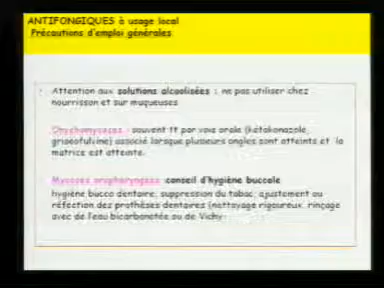 ANTIFONGIQUES à usage local
Précautions d'emploi générales
Attention aux solutions alcoolisées : ne pas utiliser chez
nourrisson et sur muqueuses
Onychomycoses : souvent tt par voie orale (kétokonazole,
griséofulvine) associé lorsque plusieurs ongles sont atteints et la
matrice est atteinte.
Mycoses oropharyngées: conseil d'hygiène buccale
hygiène bucco dentaire, suppression du tabac, ajustement ou
réfection des prothèses dentaires (nettoyage rigoureux, rinçage
avec de l'eau bicarbonatée ou de Vichy